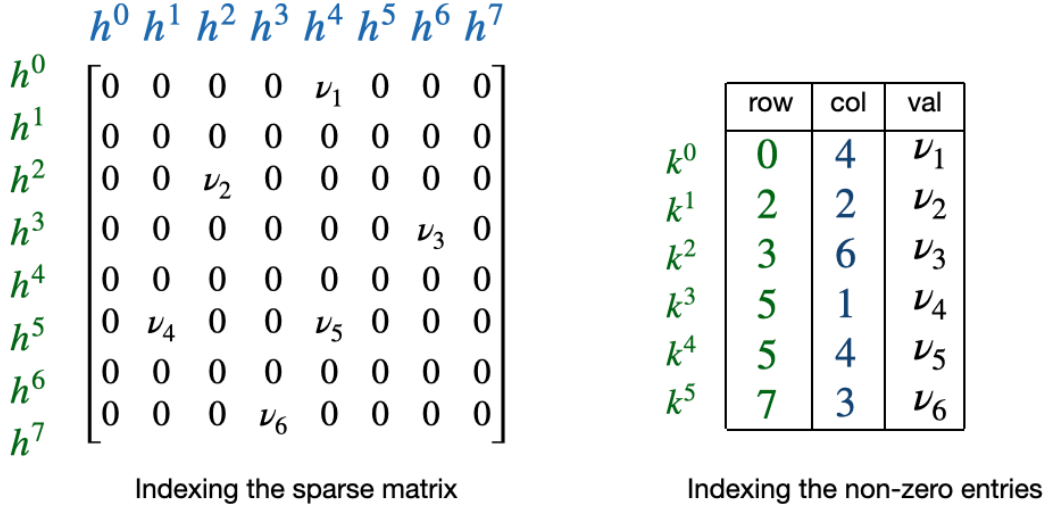 h⁰ h¹ h² h³ h⁴ h⁵ h⁶ h⁷
h⁰ 0 0 0 0 ν₁ 0 0 0
h¹ 0 0 0 0 0 0 0 0
h² 0 0 ν₂ 0 0 0 0 0
h³ 0 0 0 0 0 0 ν₃ 0
h⁴ 0 0 0 0 0 0 0 0
h⁵ 0 ν₄ 0 0 ν₅ 0 0 0
h⁶ 0 0 0 0 0 0 0 0
h⁷ 0 0 0 ν₆ 0 0 0 0
Indexing the sparse matrix
row col val
k⁰ 0 4 ν₁
k¹ 2 2 ν₂
k² 3 6 ν₃
k³ 5 1 ν₄
k⁴ 5 4 ν₅
k⁵ 7 3 ν₆
Indexing the non-zero entries